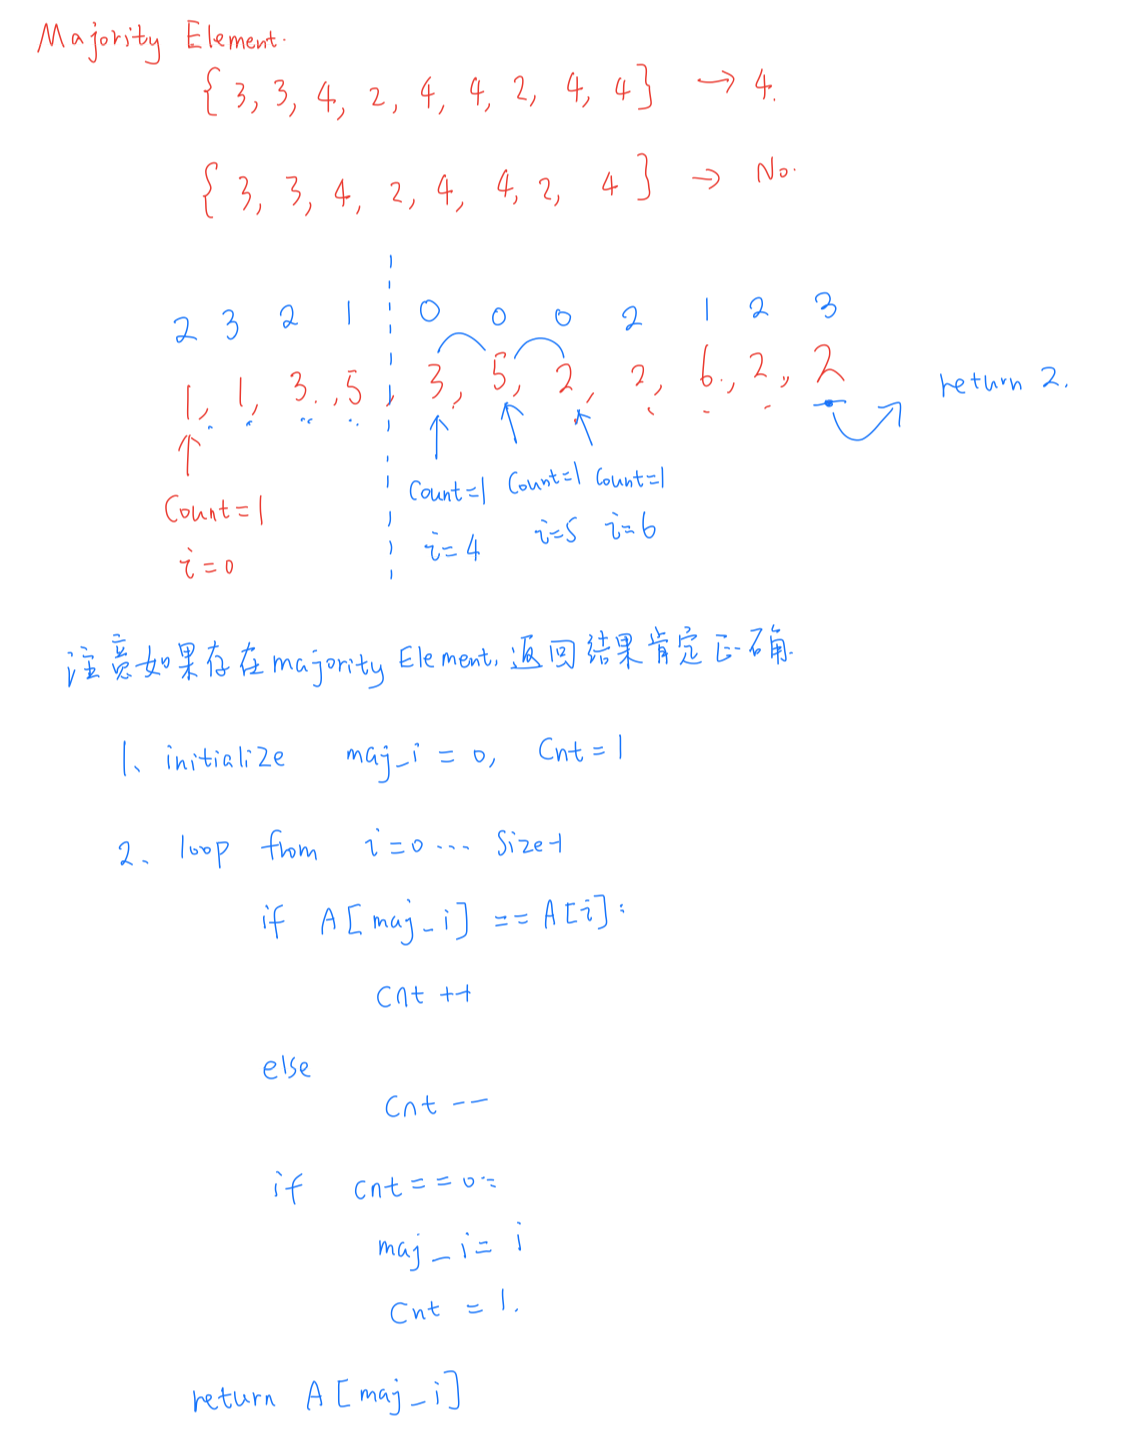 Majority Element.
{ 3, 3, 4, 2, 4, 4, 2, 4, 4 } → 4.
{ 3, 3, 4, 2, 4, 4, 2, 4 } → No.
2 3 2 1 0 0 0 2 1 2 3
1, 1, 3, 5, 3, 5, 2, 2, 6, 2, 2
return 2.
Count=1 Count=1 Count=1 Count=1
i=0 i=4 i=5 i=6
注意如果存在majority Element, 返回结果肯定正确.
1、initialize maj_i = 0, Cnt = 1
2、loop from i=0 ... Size-1
if A[maj_i] == A[i]:
Cnt ++
else
Cnt --
if cnt == 0:
maj_i = i
Cnt = 1.
return A[maj_i]